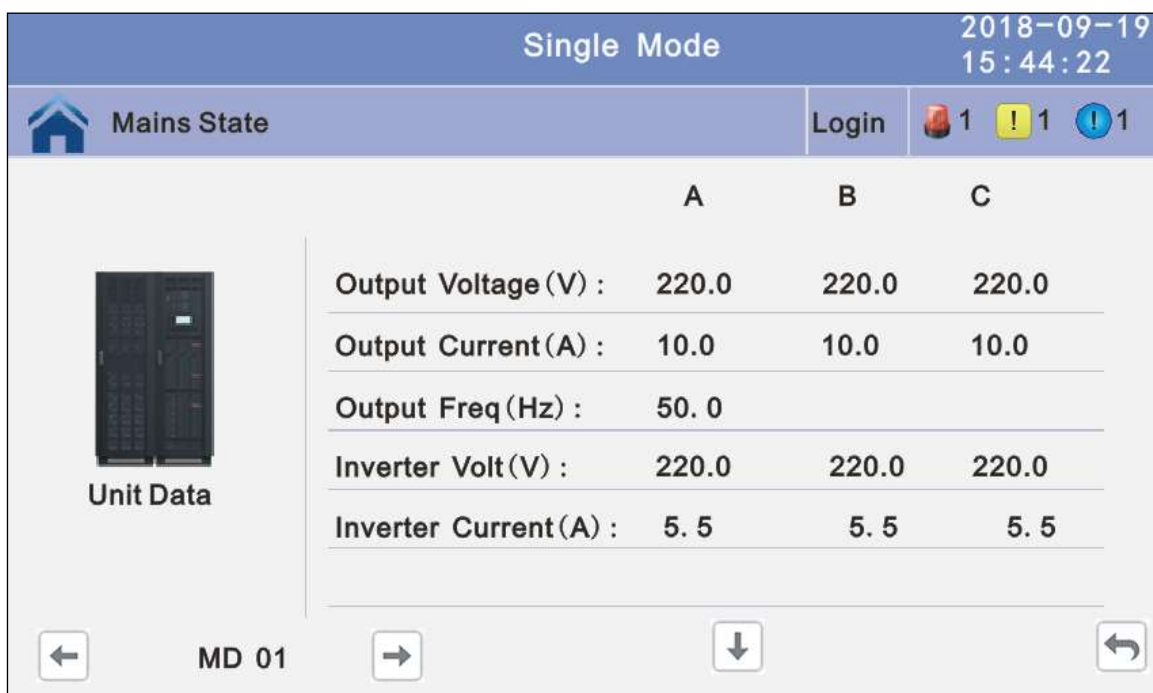 Single Mode
2018-09-19
15:44:22
Mains State Login 1 ! 1 ! 1
A B C
Output Voltage(V): 220.0 220.0 220.0
Output Current(A): 10.0 10.0 10.0
Output Freq(Hz): 50.0
Inverter Volt(V): 220.0 220.0 220.0
Inverter Current(A): 5.5 5.5 5.5
Unit Data
MD 01